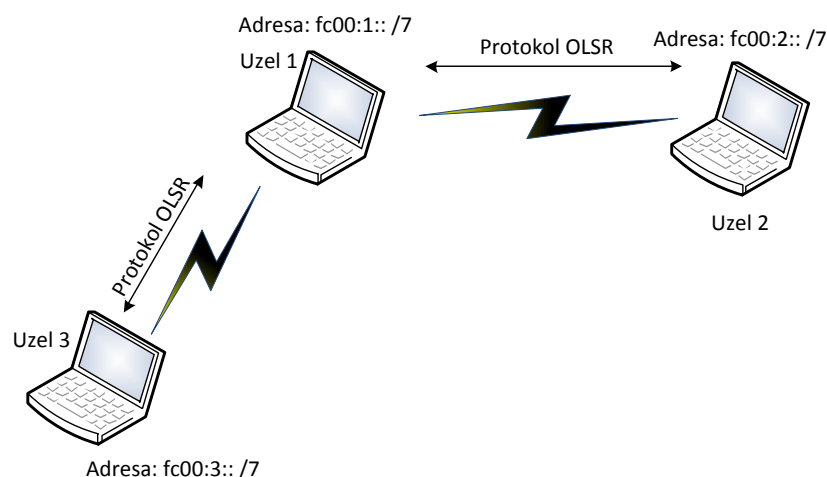 Adresa: fc00:1:: /7
Uzel 1
Protokol OLSR
Adresa: fc00:2:: /7
Uzel 2
Protokol OLSR
Uzel 3
Adresa: fc00:3:: /7